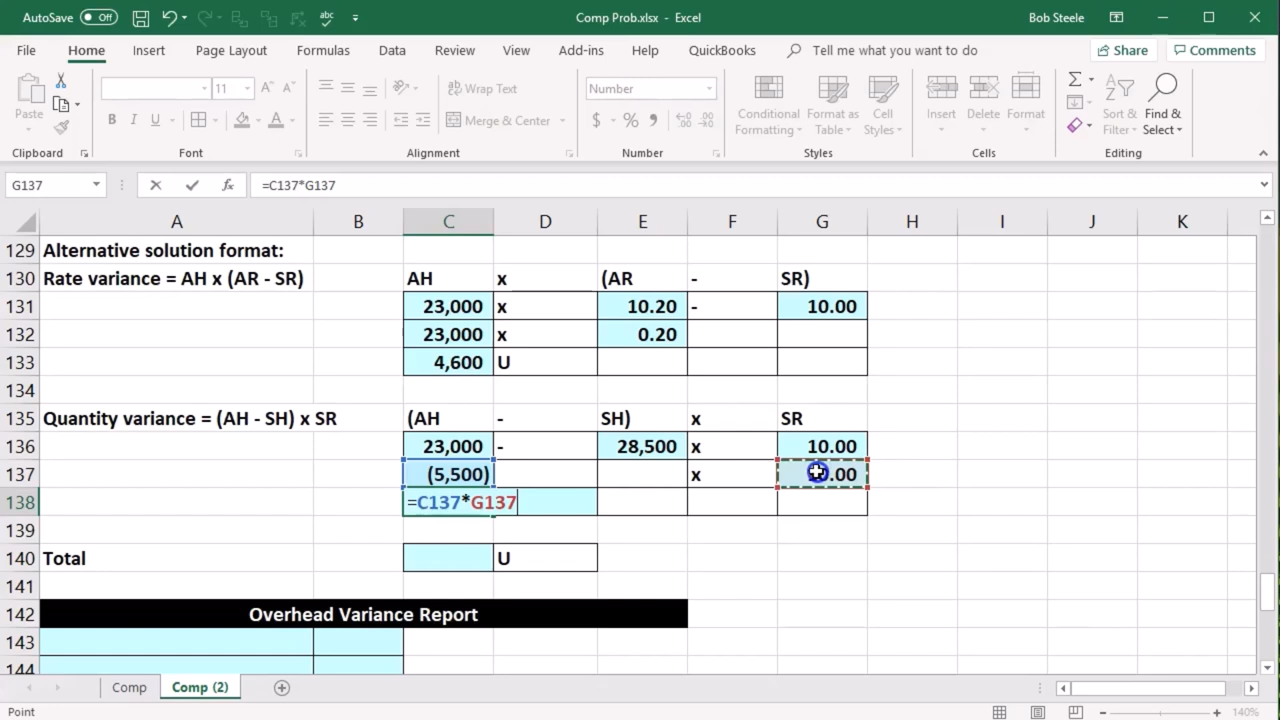 AutoSave Off abc Comp Prob.xlsx - Excel Bob Steele
File Home Insert Page Layout Formulas Data Review View Add-ins Help QuickBooks Tell me what you want to do Share Comments
11 A A ab Wrap Text Number
Paste B I U A Merge & Center $ % Conditional Formatting Format as Table Cell Styles Insert Delete Format Sort & Filter Find & Select
Clipboard Font Alignment Number Styles Cells Editing
G137 fx =C137*G137
A B C D E F G H I J K
129 Alternative solution format:
130 Rate variance = AH x (AR - SR) AH x (AR - SR)
131 23,000 x 10.20 - 10.00
132 23,000 x 0.20
133 4,600 U
134
135 Quantity variance = (AH - SH) x SR (AH - SH) x SR
136 23,000 - 28,500 x 10.00
137 (5,500) x
138 =C137*G137
139
140 Total U
141
142 Overhead Variance Report
143
144
Comp Comp (2)
Point 140%